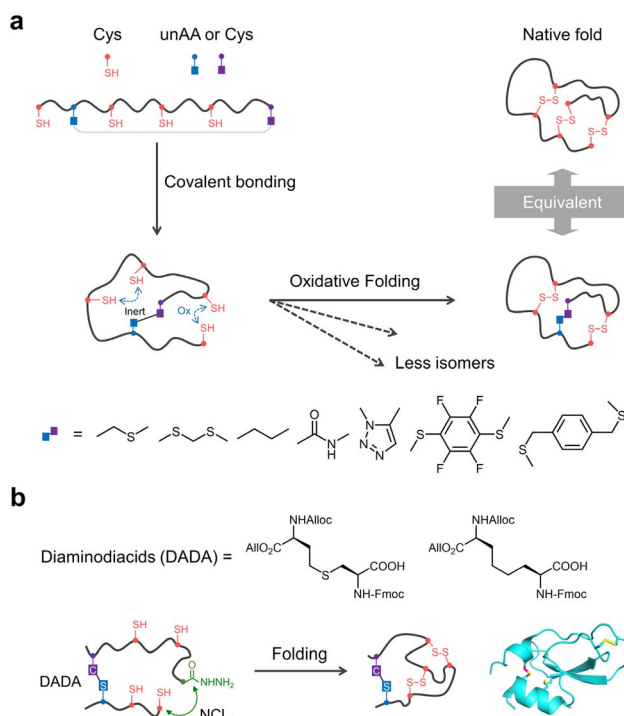 a
Cys
unAA or Cys
Native fold
SH
SH
SH
SH
SH
S-S
S-S
S-S
Covalent bonding
Equivalent
SH
SH
Inert
Ox
SH
SH
Oxidative Folding
Less isomers
S-S
S-S
=
S
S
S
O
N
H
N
N
N
F
F
S
S
F
F
S
S
b
Diaminodiacids (DADA) =
NHAlloc
AllO₂C
S
COOH
NH-Fmoc
NHAlloc
AllO₂C
COOH
NH-Fmoc
DADA
C
S
SH
SH
SH
SH
O
NHNH₂
NCL
Folding
C
S
S-S
S-S